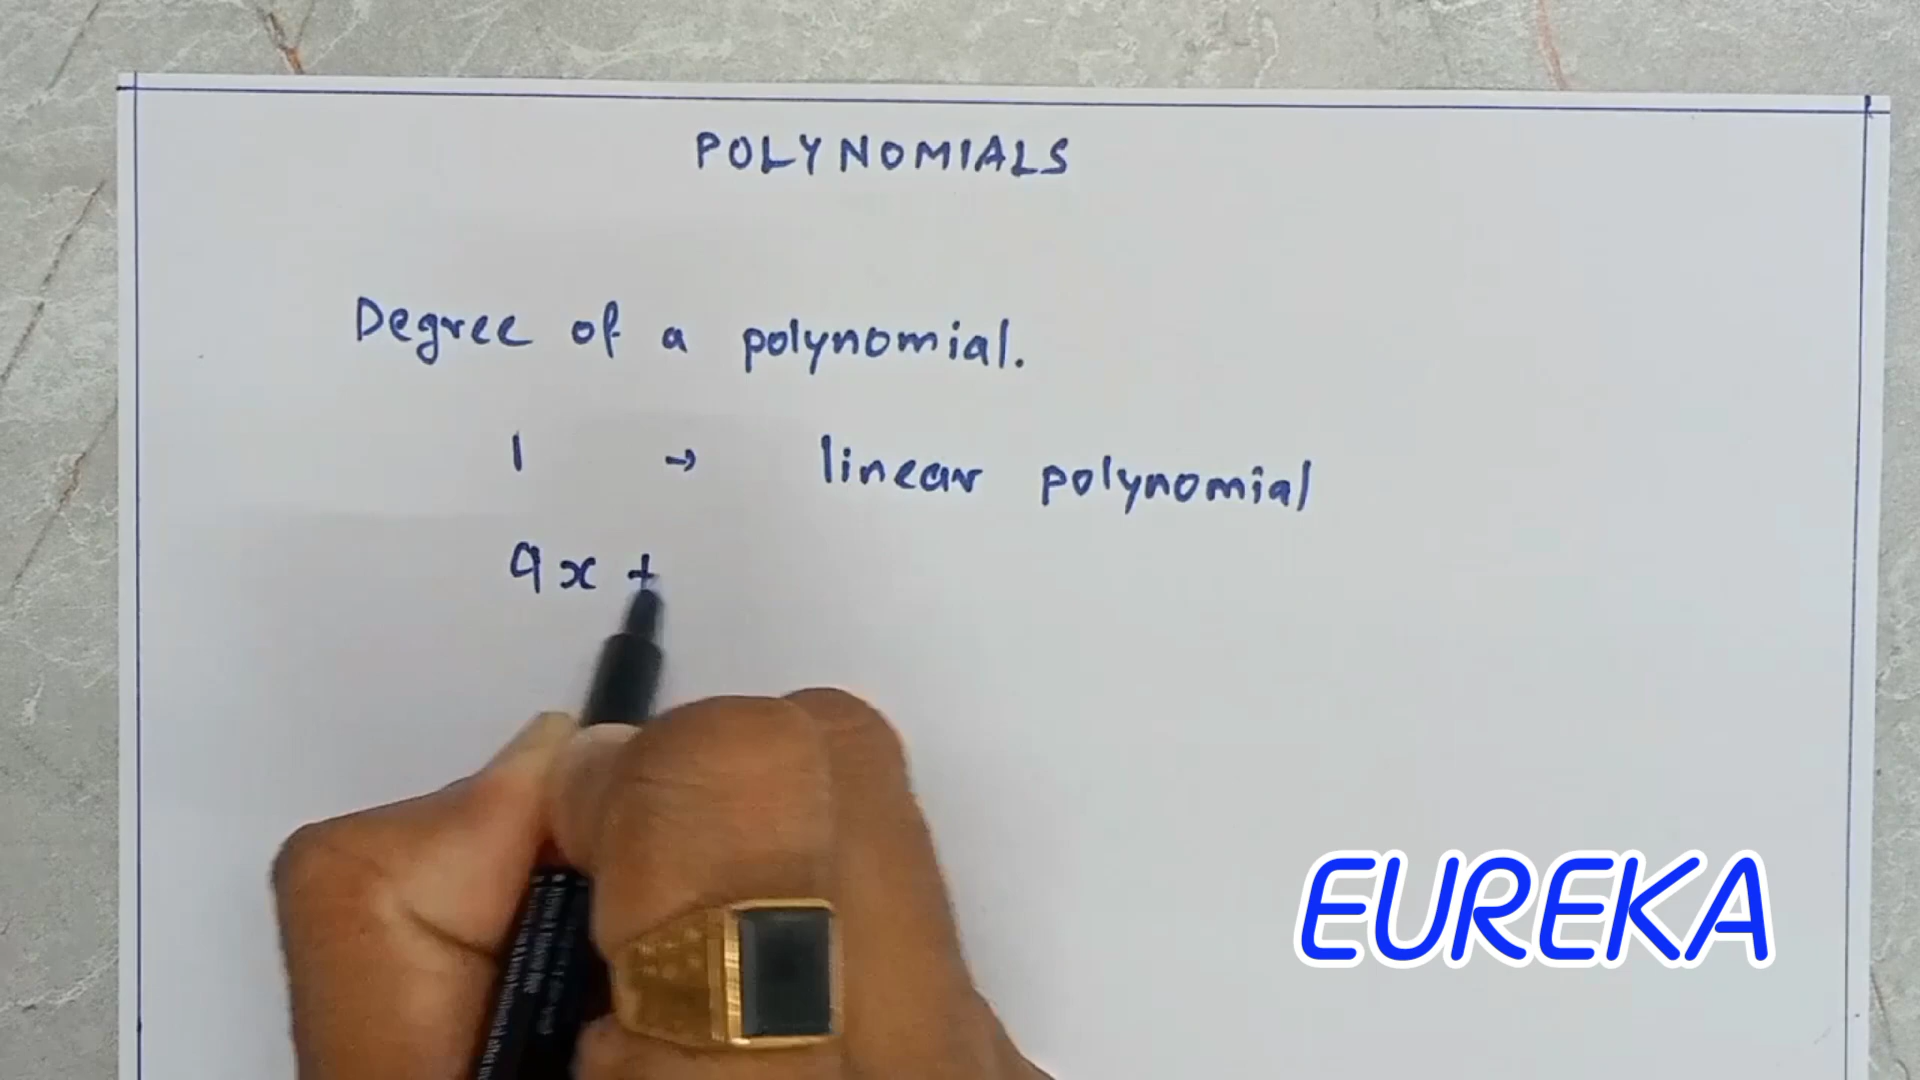 POLYNOMIALS
Degree of a polynomial.
1 → linear polynomial
9x +
EUREKA